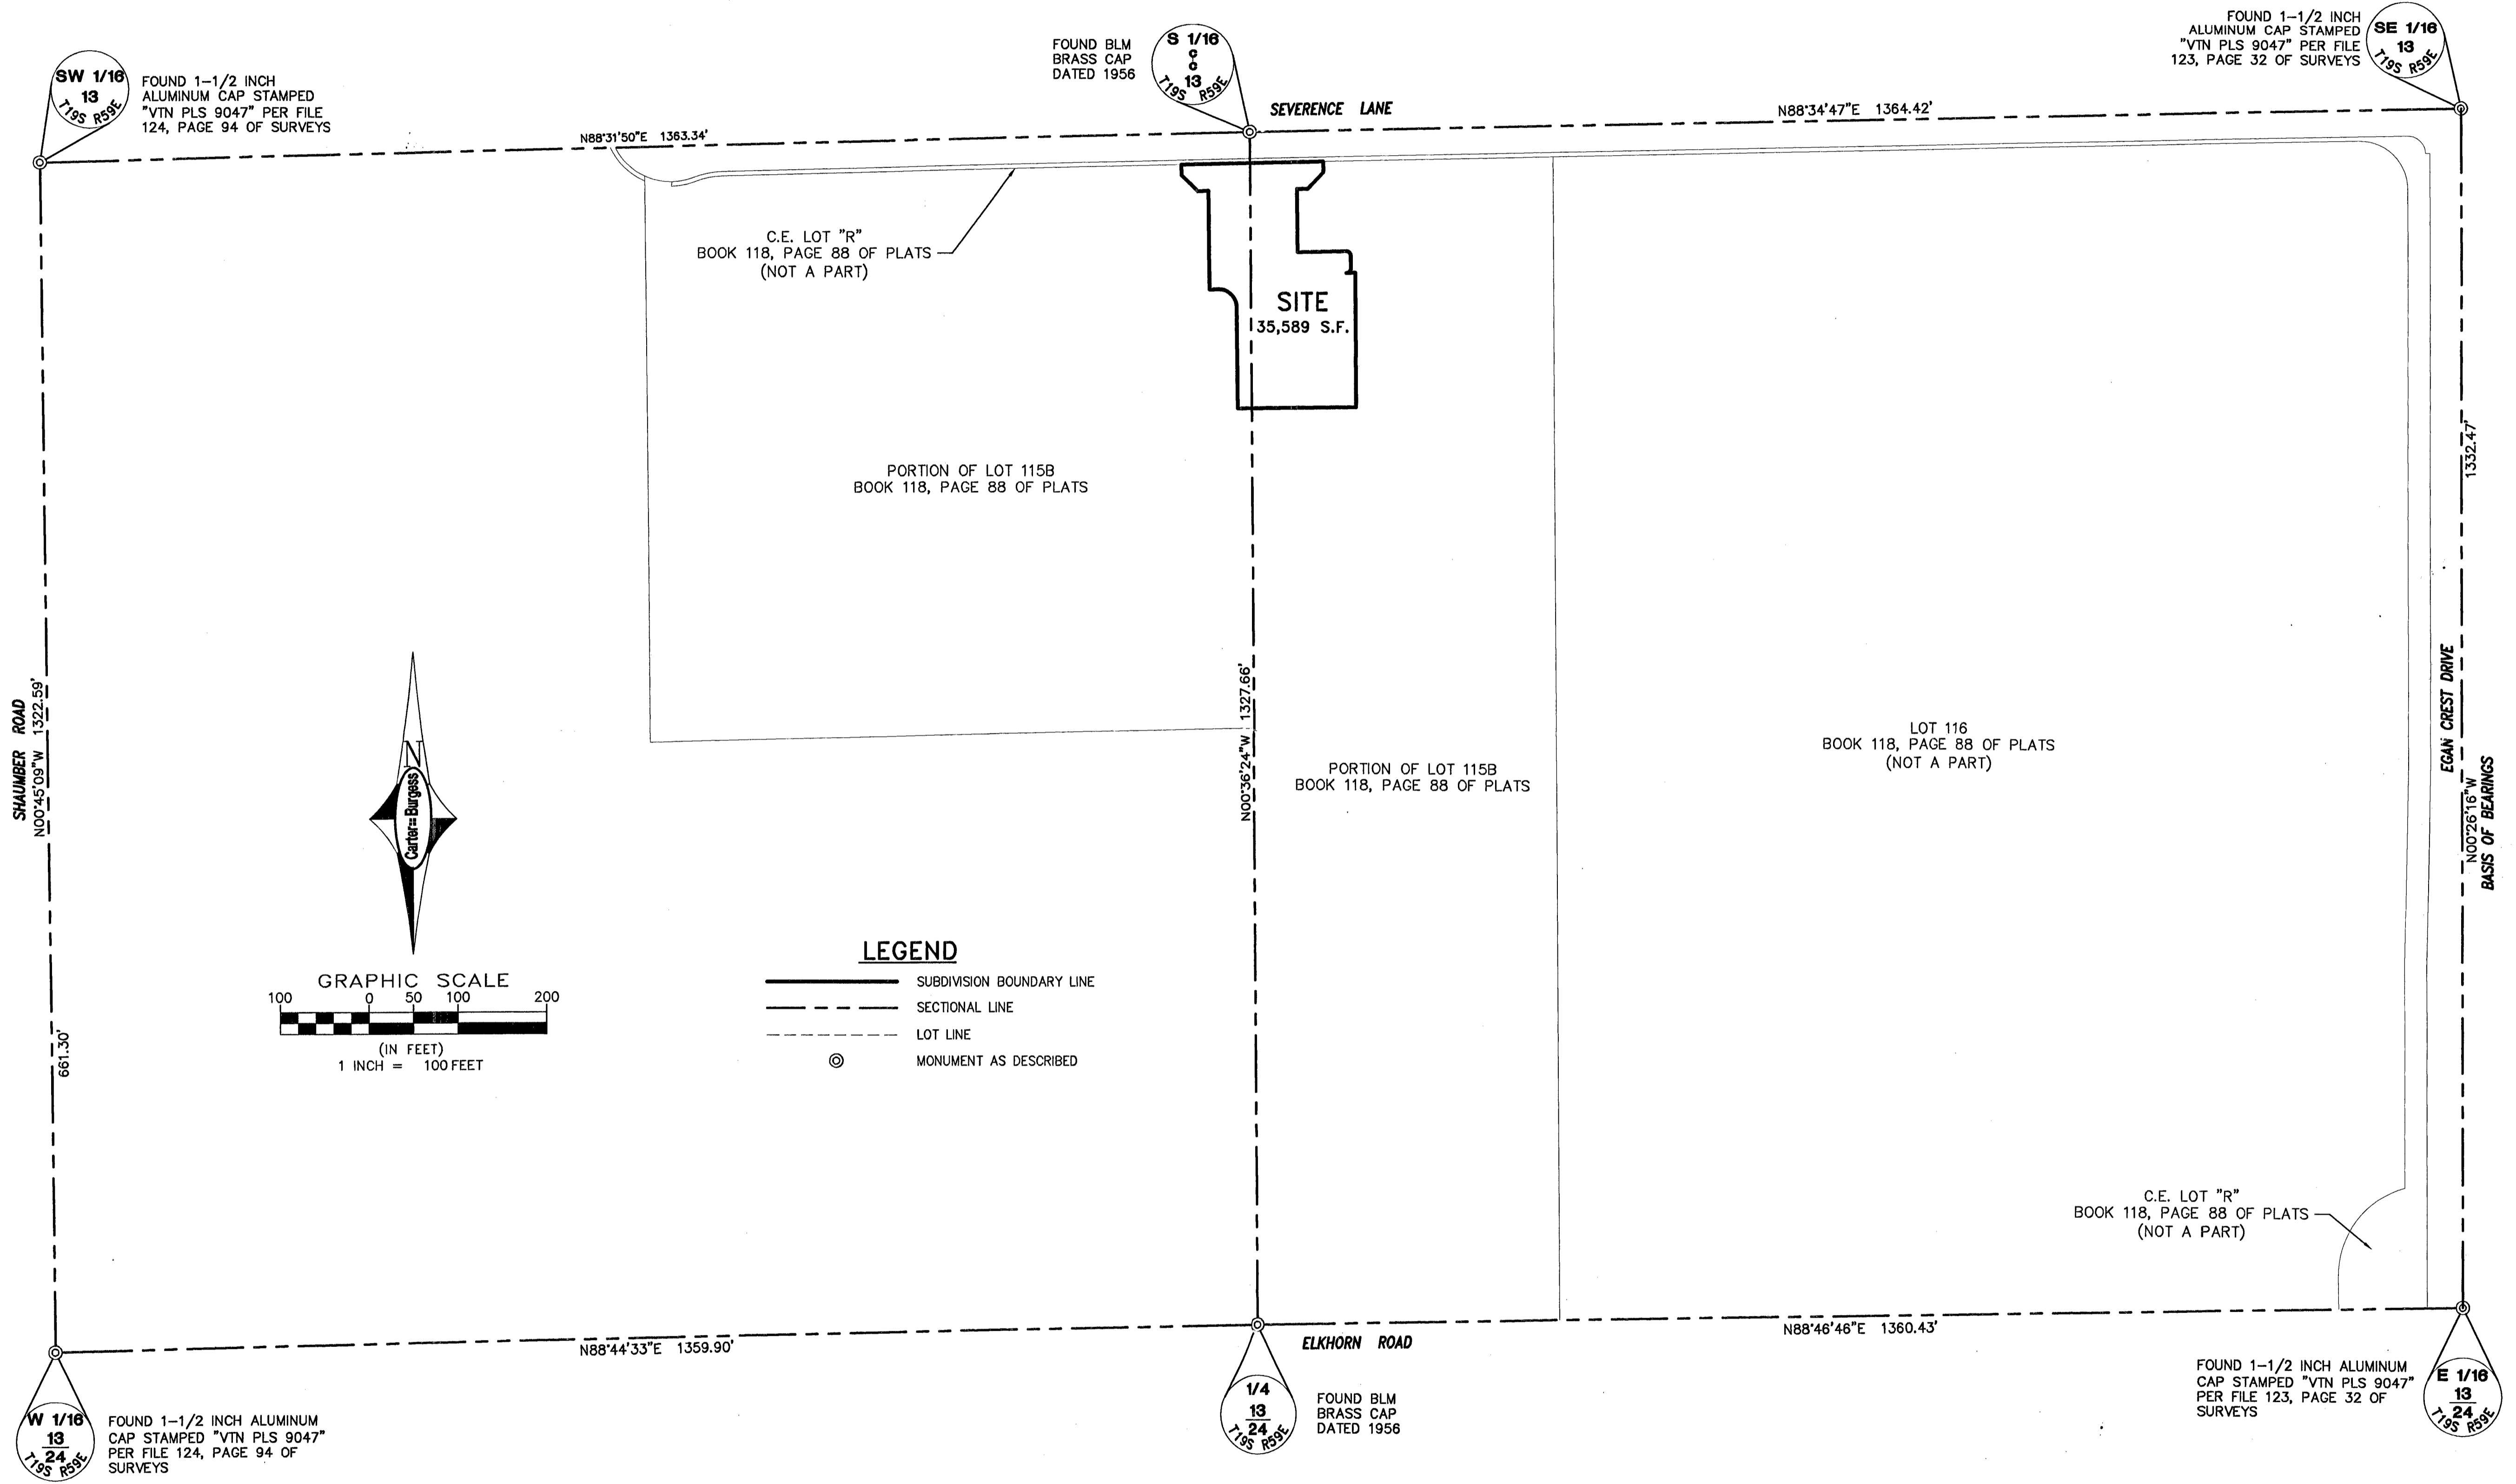 SW 1/16
13
T19S R59E
FOUND 1-1/2 INCH
ALUMINUM CAP STAMPED
"VTN PLS 9047" PER FILE
124, PAGE 94 OF SURVEYS
FOUND BLM
BRASS CAP
DATED 1956
S 1/16
C
C
13
T19S R59E
FOUND 1-1/2 INCH
ALUMINUM CAP STAMPED
"VTN PLS 9047" PER FILE
123, PAGE 32 OF SURVEYS
SE 1/16
13
T19S R59E
N88°31'50"E 1363.34'
SEVERENCE LANE
N88°34'47"E 1364.42'
C.E. LOT "R"
BOOK 118, PAGE 88 OF PLATS
(NOT A PART)
SITE
35,589 S.F.
PORTION OF LOT 115B
BOOK 118, PAGE 88 OF PLATS
1332.47'
SHAUMBER ROAD
N00°45'09"W 1322.59'
N
Carter::Burgess
N00°36'24"W 1327.66'
PORTION OF LOT 115B
BOOK 118, PAGE 88 OF PLATS
LOT 116
BOOK 118, PAGE 88 OF PLATS
(NOT A PART)
EGAN CREST DRIVE
N00°26'16"W
BASIS OF BEARINGS
GRAPHIC SCALE
100 0 50 100 200
(IN FEET)
1 INCH = 100 FEET
661.30'
LEGEND
SUBDIVISION BOUNDARY LINE
SECTIONAL LINE
LOT LINE
MONUMENT AS DESCRIBED
C.E. LOT "R"
BOOK 118, PAGE 88 OF PLATS
(NOT A PART)
N88°44'33"E 1359.90'
ELKHORN ROAD
N88°46'46"E 1360.43'
W 1/16
13
24
T19S R59E
FOUND 1-1/2 INCH ALUMINUM
CAP STAMPED "VTN PLS 9047"
PER FILE 124, PAGE 94 OF
SURVEYS
1/4
13
24
T19S R59E
FOUND BLM
BRASS CAP
DATED 1956
FOUND 1-1/2 INCH ALUMINUM
CAP STAMPED "VTN PLS 9047"
PER FILE 123, PAGE 32 OF
SURVEYS
E 1/16
13
24
T19S R59E